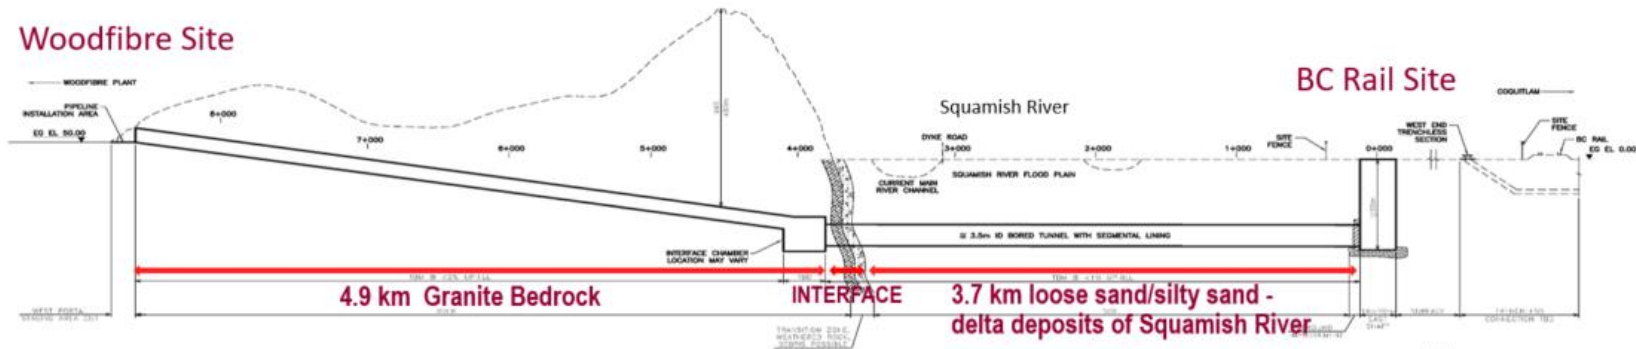 Woodfibre Site
WOODFIBRE PLANT
PIPELINE
INSTALLATION AREA
EG EL 50.00
8+000
7+000
6+000
5+000
4+000
Squamish River
DYKE ROAD
3+000
2+000
1+000
SITE
FENCE
0+000
CURRENT MAIN
RIVER CHANNEL
SQUAMISH RIVER FLOOD PLAIN
BC Rail Site
COQUITLAM
WEST END
TRENCHLESS
SECTION
SITE
FENCE
BC RAIL
EG EL 0.00
3.5m ID BORED TUNNEL WITH SEGMENTAL LINING
INTERFACE CHAMBER
LOCATION MAY VARY
4.9 km Granite Bedrock
INTERFACE
3.7 km loose sand/silty sand -
delta deposits of Squamish River
ROCK
WEST PORTAL
TRANSITION ZONE,
WEATHERED ROCK,
SURFACE